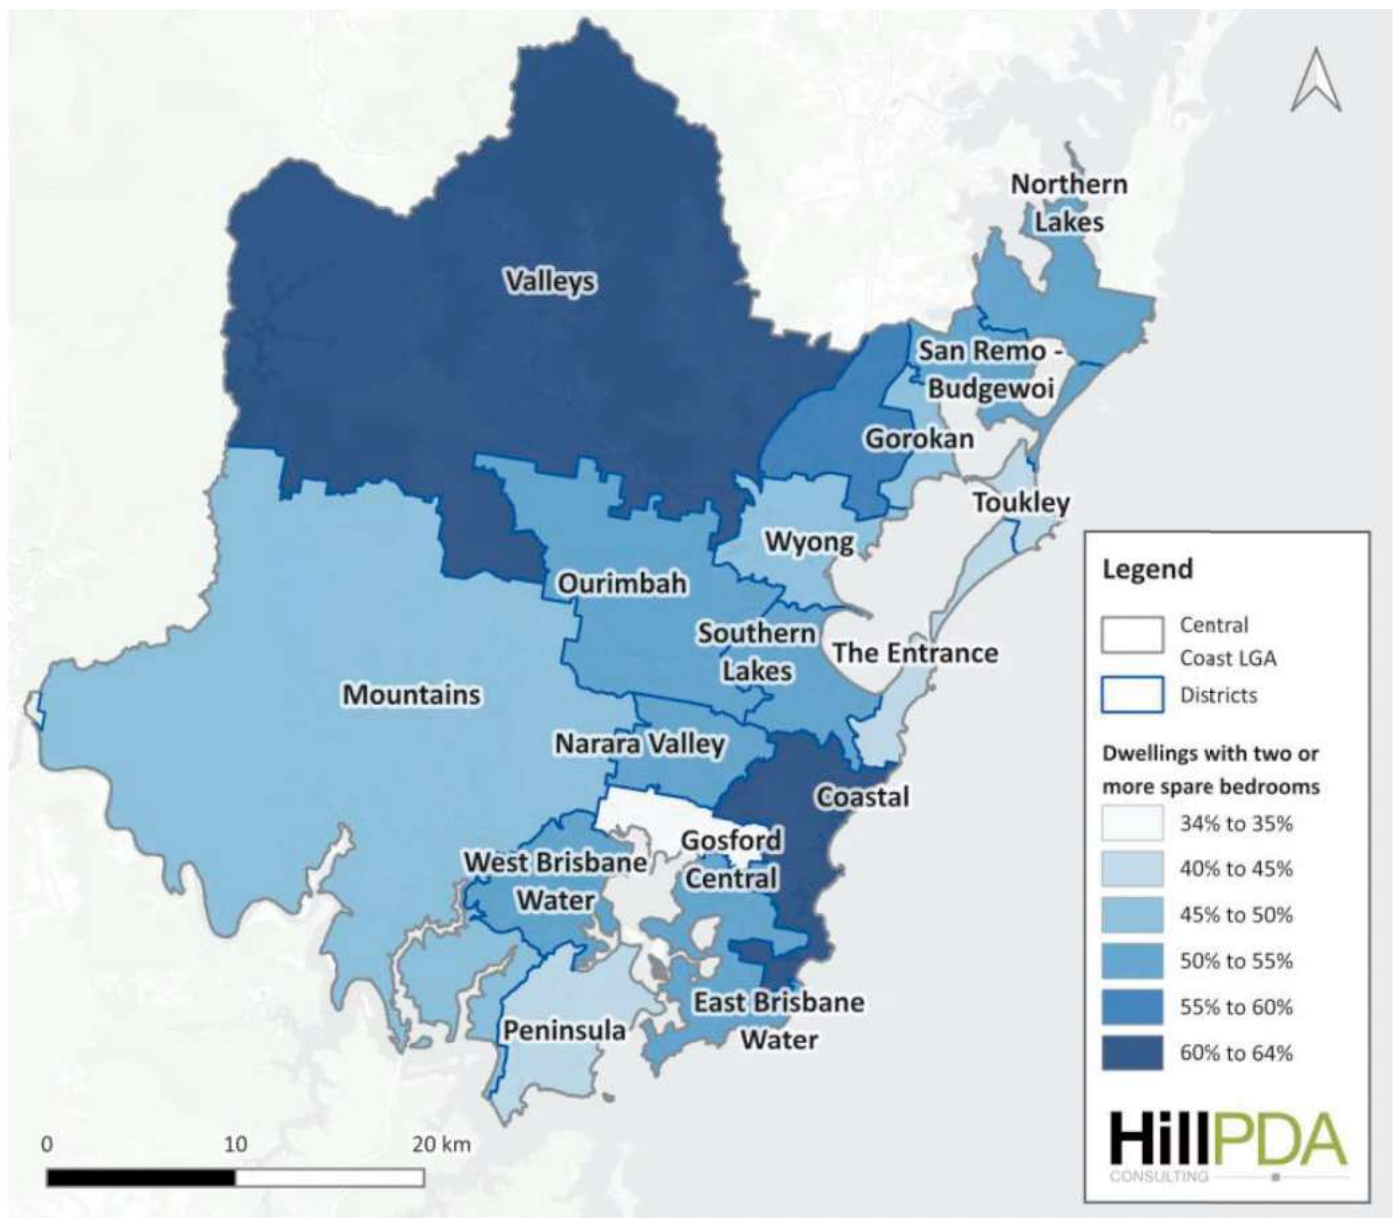 Northern
Lakes
Valleys
San Remo -
Budgewoi
Gorokan
Toukley
Wyong
Ourimbah
Southern
Lakes
The Entrance
Mountains
Narara Valley
Coastal
Gosford
Central
West Brisbane
Water
East Brisbane
Water
Peninsula
0 10 20 km
Legend
Central
Coast LGA
Districts
Dwellings with two or
more spare bedrooms
34% to 35%
40% to 45%
45% to 50%
50% to 55%
55% to 60%
60% to 64%
HillPDA
CONSULTING